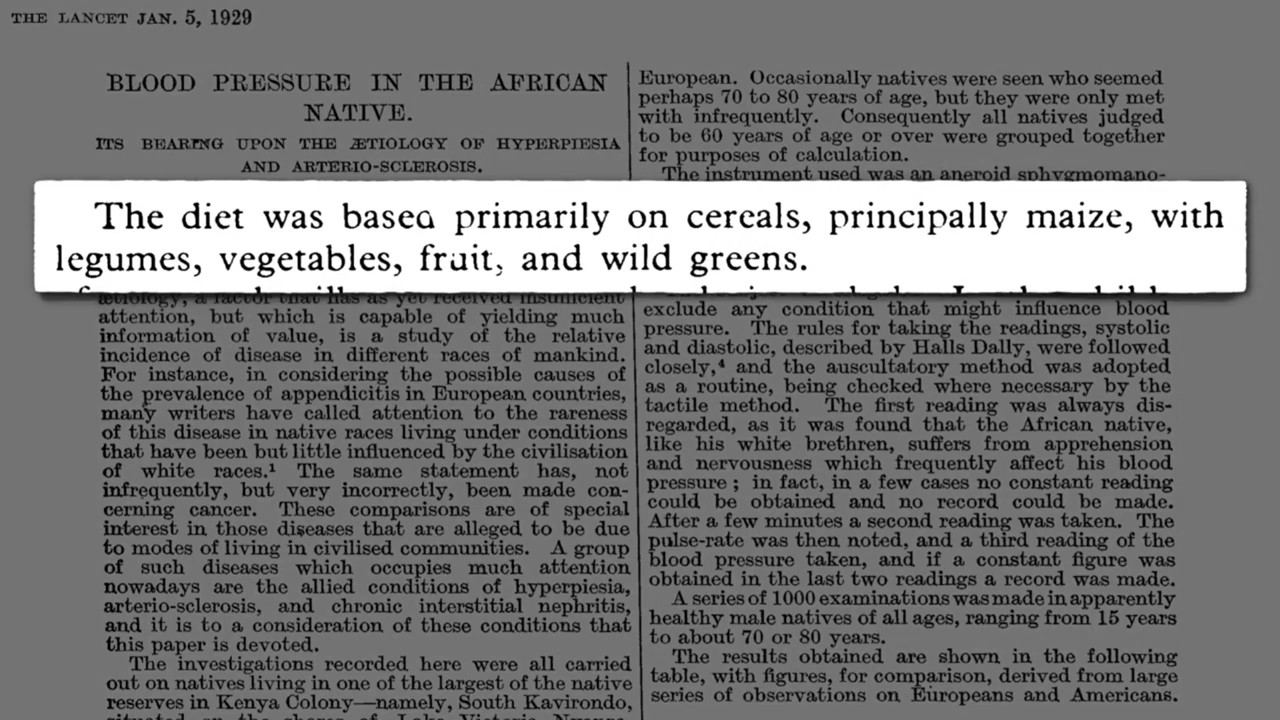 THE LANCET JAN. 5, 1929
BLOOD PRESSURE IN THE AFRICAN
NATIVE.
ITS BEARING UPON THE ÆTIOLOGY OF HYPERPIESIA
AND ARTERIO-SCLEROSIS.
The diet was based primarily on cereals, principally maize, with
legumes, vegetables, fruit, and wild greens.
ætiology, a factor that has as yet received insufficient
attention, but which is capable of yielding much
information of value, is a study of the relative
incidence of disease in different races of mankind.
For instance, in considering the possible causes of
the prevalence of appendicitis in European countries,
many writers have called attention to the rareness
of this disease in native races living under conditions
that have been but little influenced by the civilisation
of white races.¹ The same statement has, not
infrequently, but very incorrectly, been made con-
cerning cancer. These comparisons are of special
interest in those diseases that are alleged to be due
to modes of living in civilised communities. A group
of such diseases which occupies much attention
nowadays are the allied conditions of hyperpiesia,
arterio-sclerosis, and chronic interstitial nephritis,
and it is to a consideration of these conditions that
this paper is devoted.
The investigations recorded here were all carried
out on natives living in one of the largest of the native
reserves in Kenya Colony—namely, South Kavirondo,
situated on the shores of Lake Victoria Nyanza.
European. Occasionally natives were seen who seemed
perhaps 70 to 80 years of age, but they were only met
with infrequently. Consequently all natives judged
to be 60 years of age or over were grouped together
for purposes of calculation.
The instrument used was an aneroid sphygmomano-
exclude any condition that might influence blood
pressure. The rules for taking the readings, systolic
and diastolic, described by Halls Dally, were followed
closely,⁴ and the auscultatory method was adopted
as a routine, being checked where necessary by the
tactile method. The first reading was always dis-
regarded, as it was found that the African native,
like his white brethren, suffers from apprehension
and nervousness which frequently affect his blood
pressure ; in fact, in a few cases no constant reading
could be obtained and no record could be made.
After a few minutes a second reading was taken. The
pulse-rate was then noted, and a third reading of the
blood pressure taken, and if a constant figure was
obtained in the last two readings a record was made.
A series of 1000 examinations was made in apparently
healthy male natives of all ages, ranging from 15 years
to about 70 or 80 years.
The results obtained are shown in the following
table, with figures, for comparison, derived from large
series of observations on Europeans and Americans.